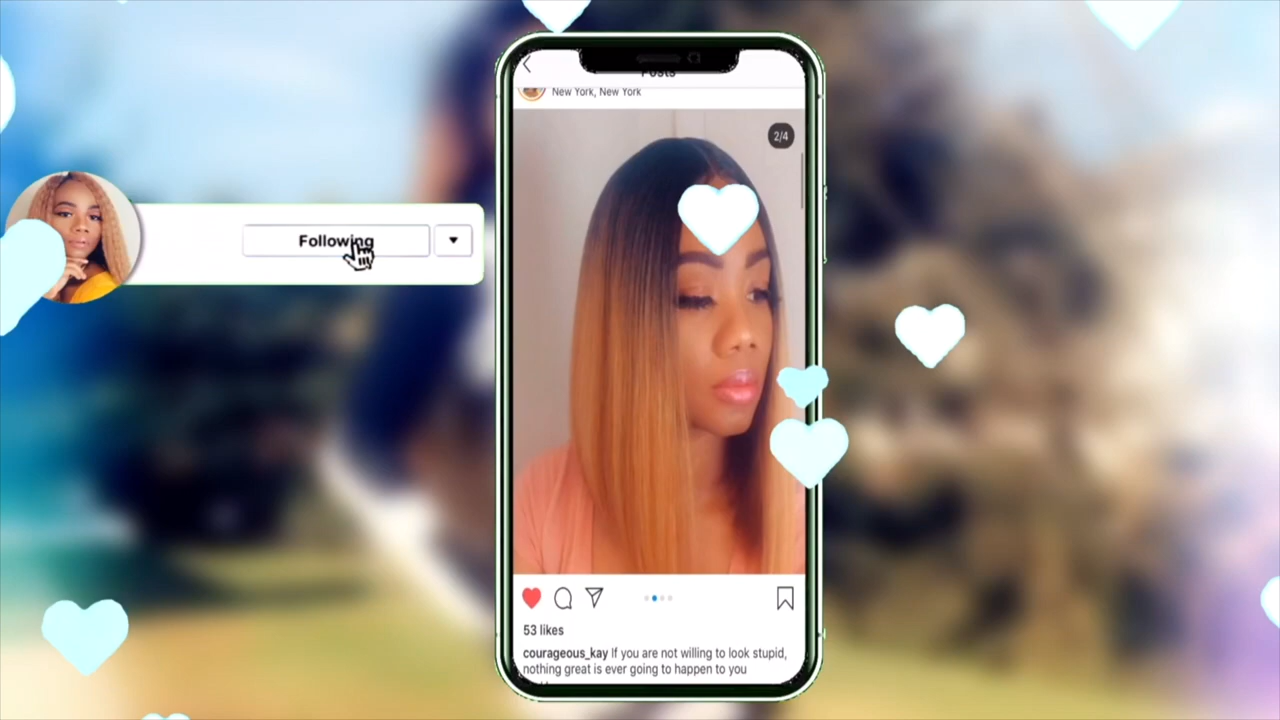 Posts
New York, New York
2/4
Following
53 likes
courageous_kay If you are not willing to look stupid,
nothing great is ever going to happen to you